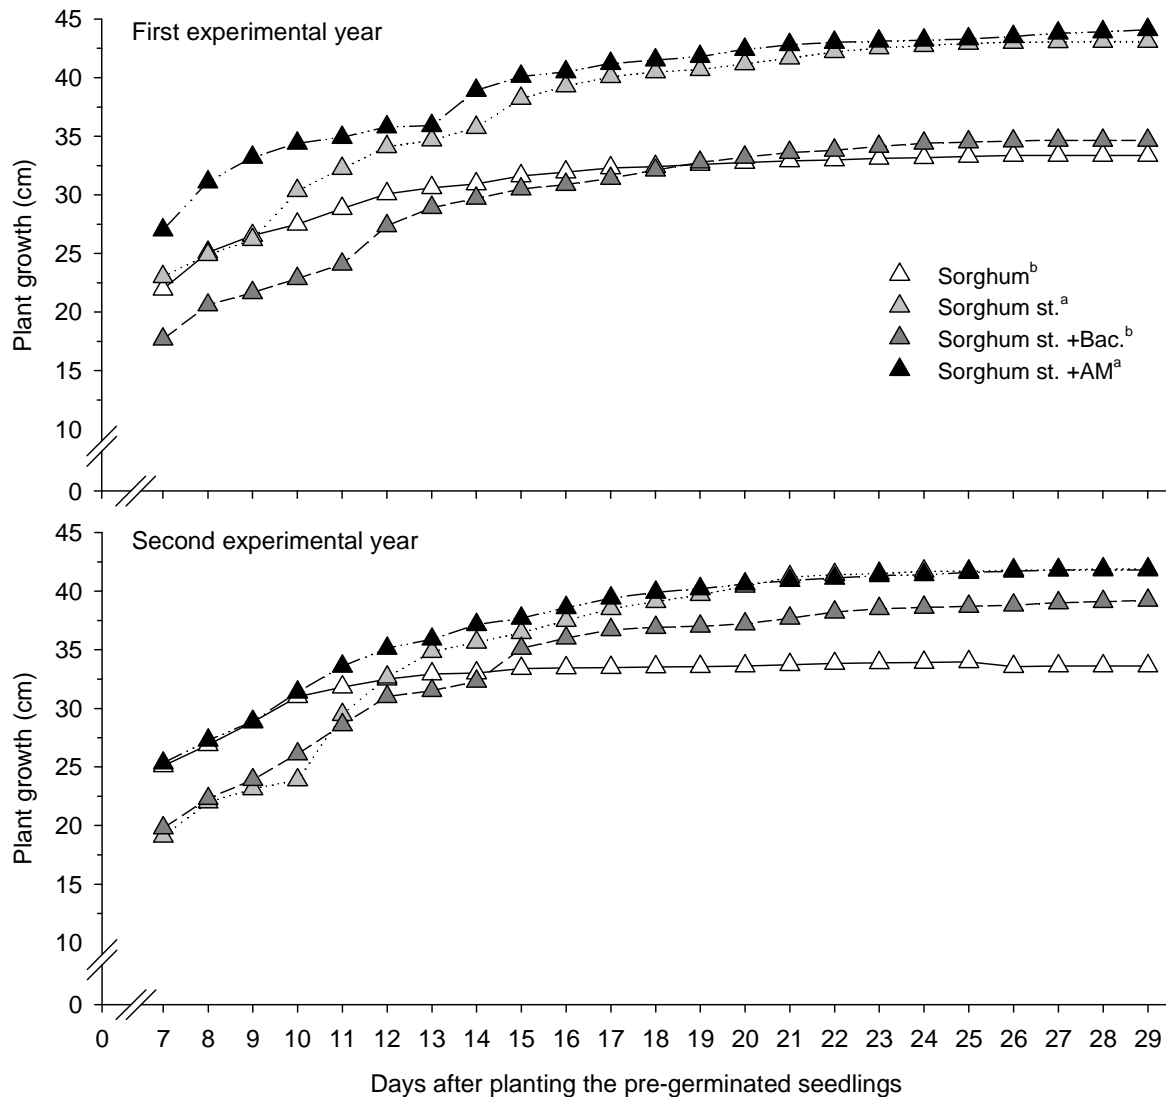 45
First experimental year
40
35
30
25
20
15
10
0
Plant growth (cm)
Sorghum^b
Sorghum st.^a
Sorghum st. +Bac.^b
Sorghum st. +AM^a
45
Second experimental year
40
35
30
25
20
15
10
0
Plant growth (cm)
0 7 8 9 10 11 12 13 14 15 16 17 18 19 20 21 22 23 24 25 26 27 28 29
Days after planting the pre-germinated seedlings